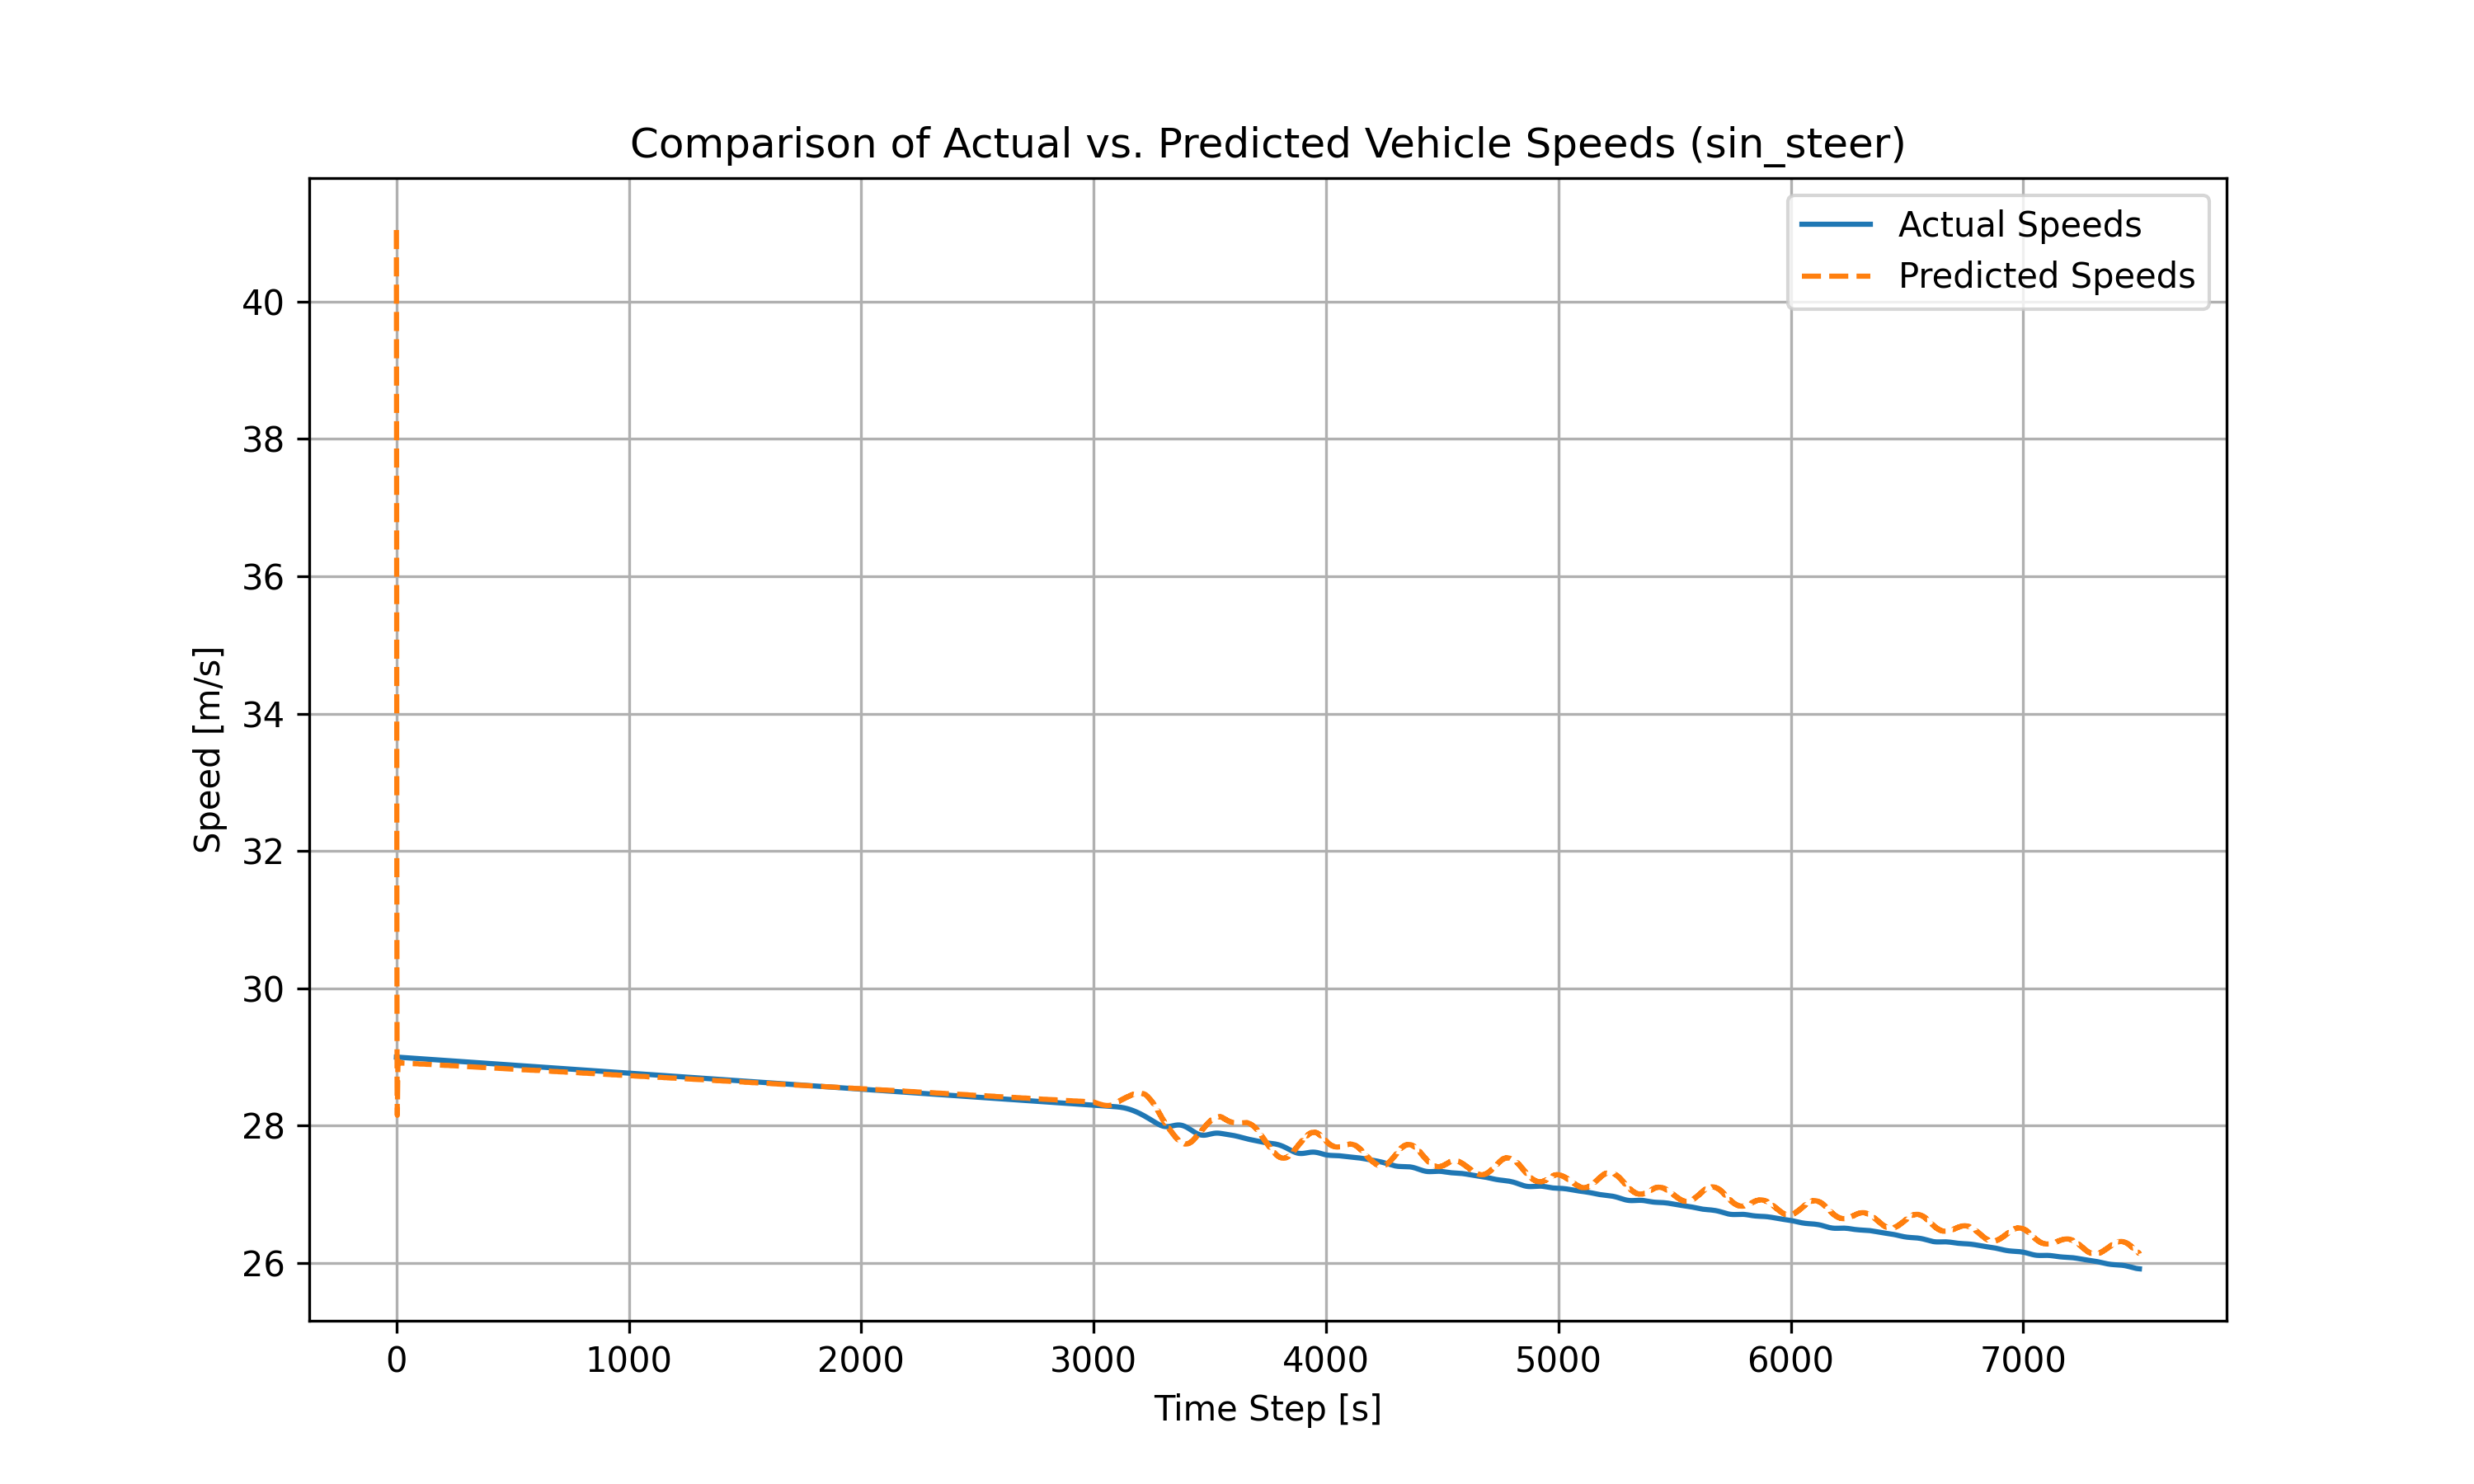 Comparison of Actual vs. Predicted Vehicle Speeds (sin_steer)
Actual Speeds
Predicted Speeds
40
38
36
34
32
30
28
26
Speed [m/s]
0 1000 2000 3000 4000 5000 6000 7000
Time Step [s]